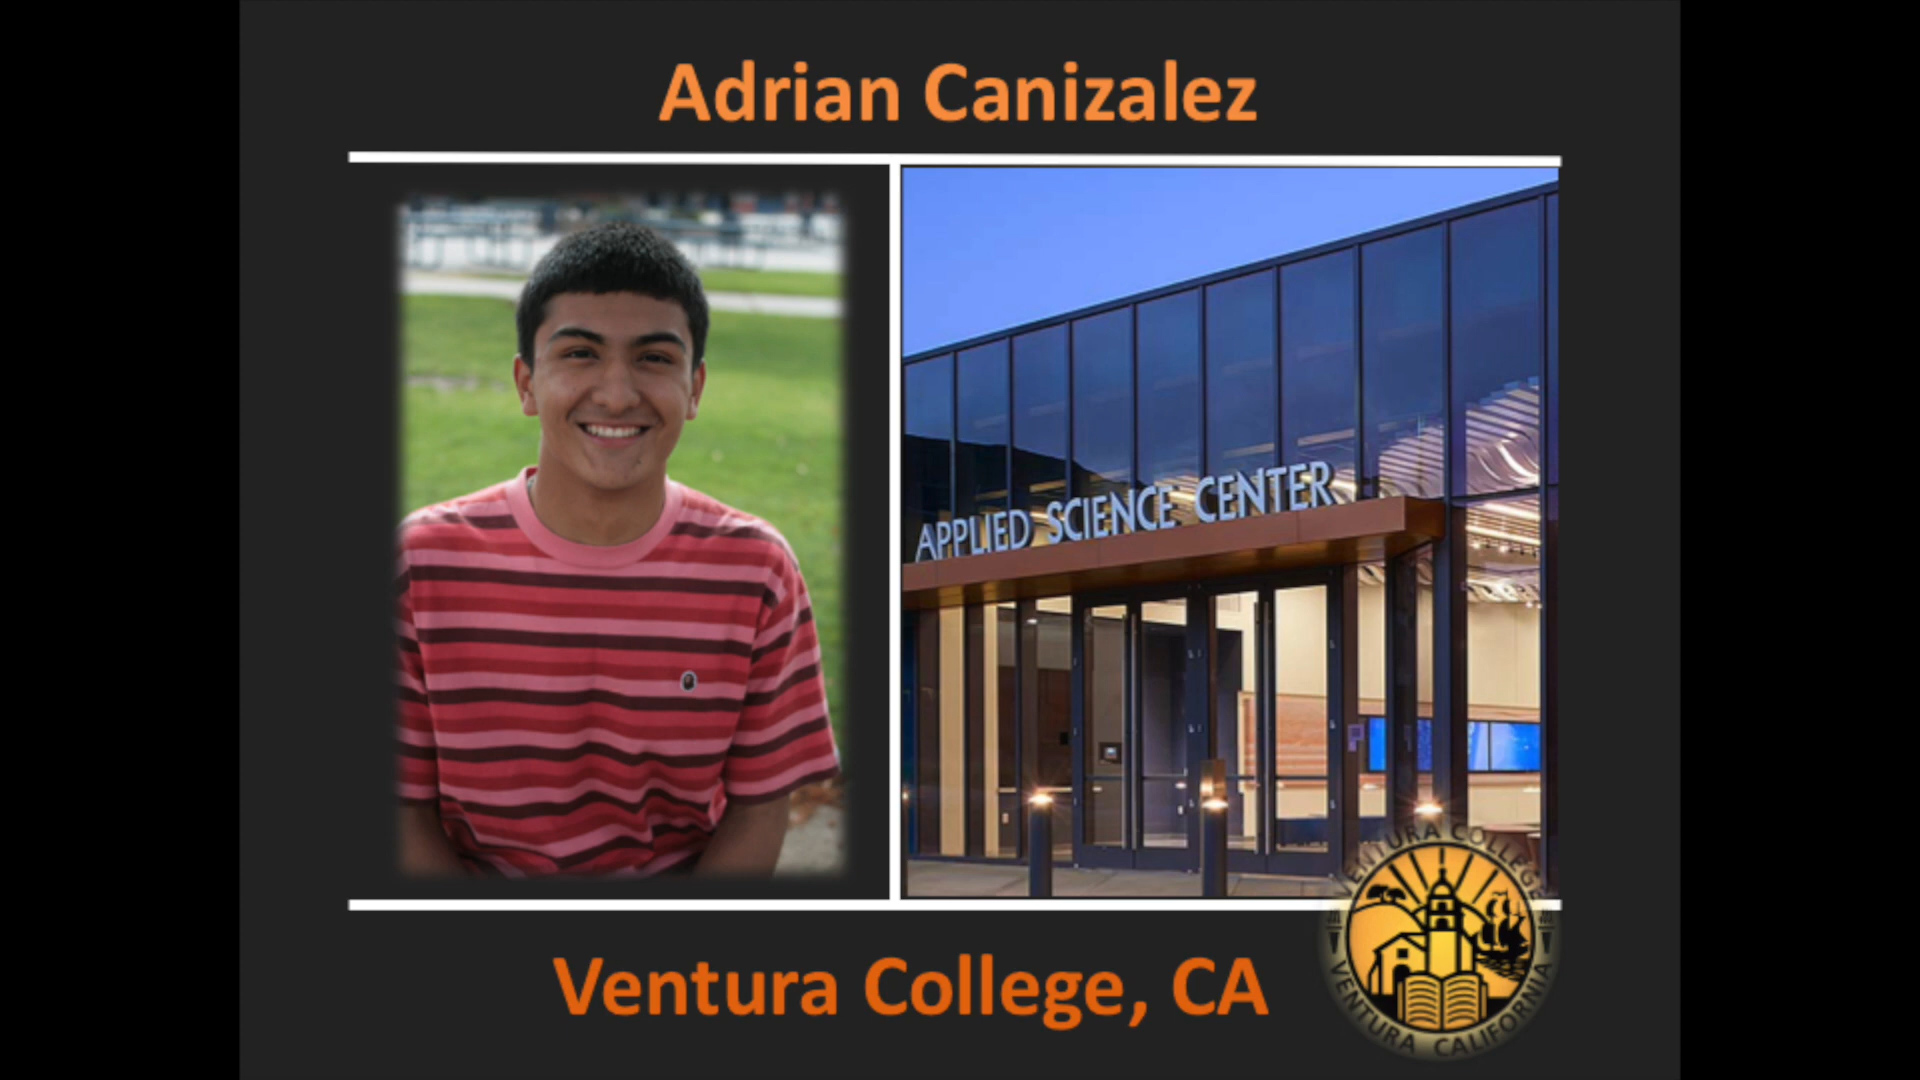 Adrian Canizalez
APPLIED SCIENCE CENTER
Ventura College, CA
VENTURA COLLEGE
VENTURA CALIFORNIA